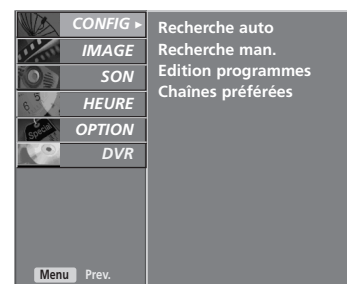 CONFIG ▸
IMAGE
SON
HEURE
OPTION
DVR
Recherche auto
Recherche man.
Edition programmes
Chaînes préférées
Menu Prev.